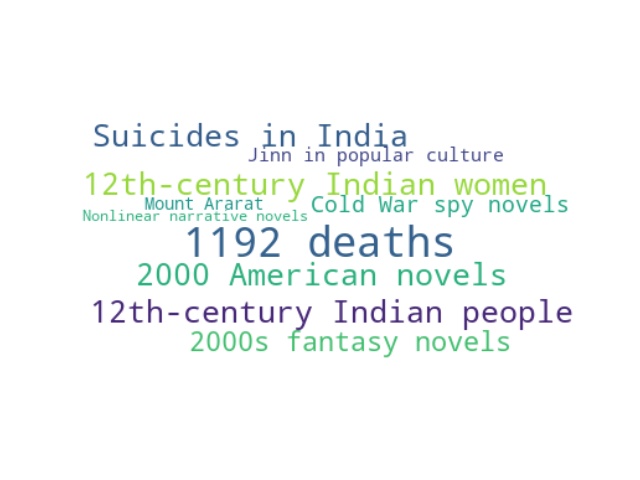 Suicides in India
Jinn in popular culture
12th-century Indian women
Mount Ararat
Cold War spy novels
Nonlinear narrative novels
1192 deaths
2000 American novels
12th-century Indian people
2000s fantasy novels